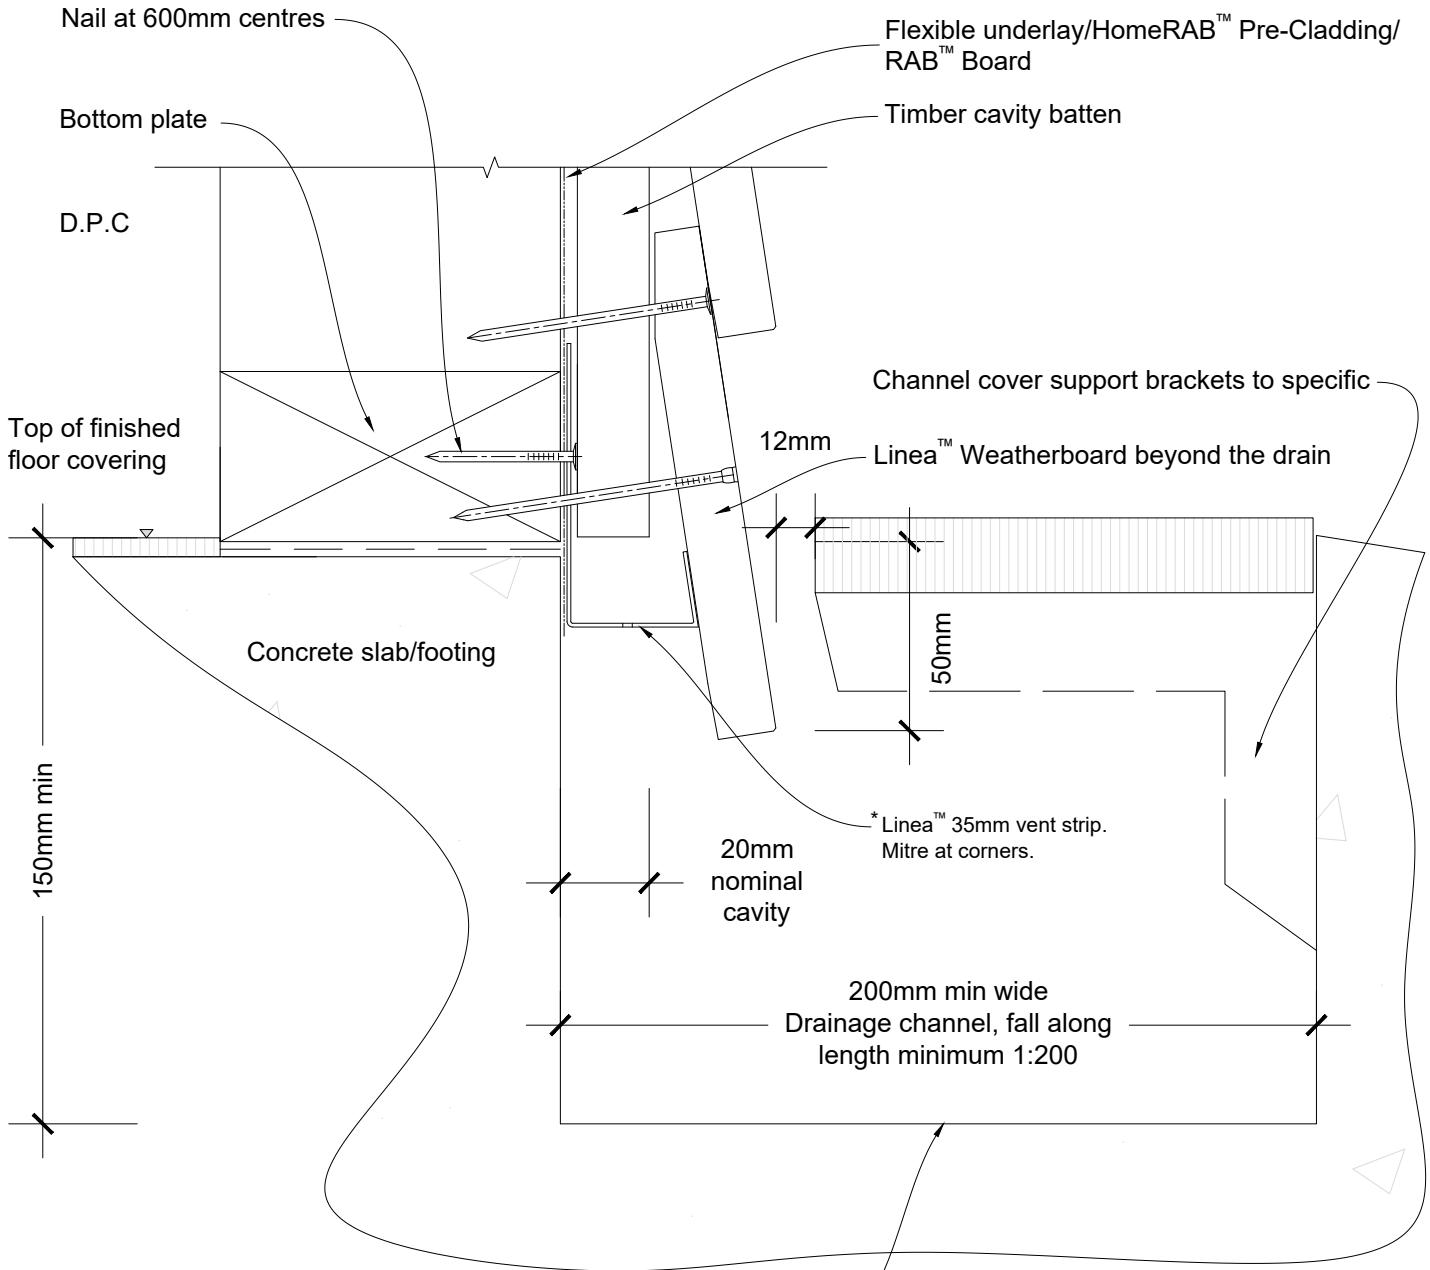 Nail at 600mm centres
Flexible underlay/HomeRAB™ Pre-Cladding/
RAB™ Board
Bottom plate
Timber cavity batten
D.P.C
Channel cover support brackets to specific
Top of finished
floor covering
12mm
Linea™ Weatherboard beyond the drain
50mm
Concrete slab/footing
150mm min
* Linea™ 35mm vent strip.
Mitre at corners.
20mm
nominal
cavity
200mm min wide
Drainage channel, fall along
length minimum 1:200